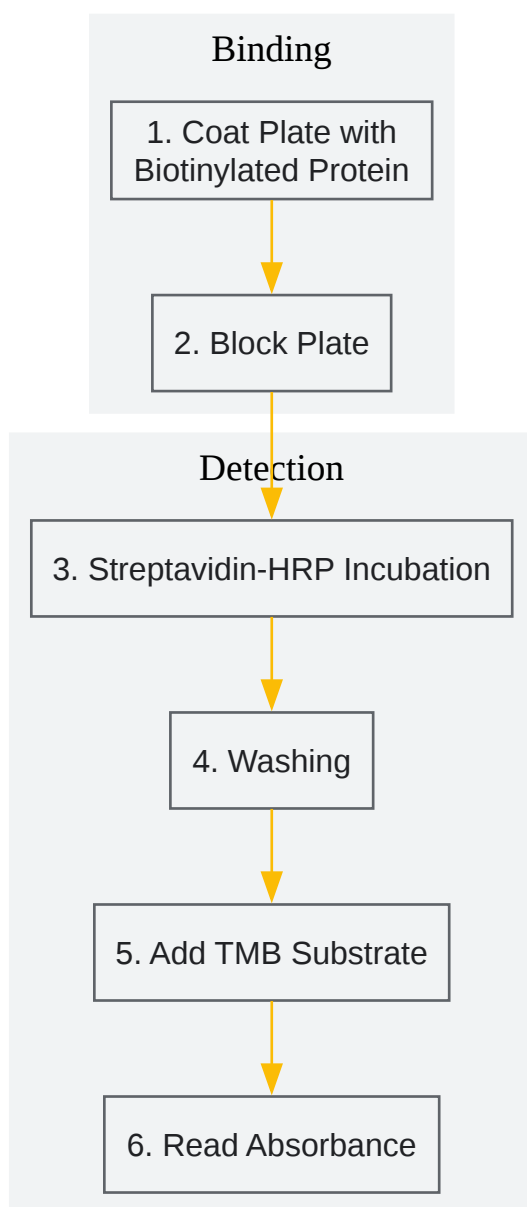 Binding
1. Coat Plate with
Biotinylated Protein
2. Block Plate
Detection
3. Streptavidin-HRP Incubation
4. Washing
5. Add TMB Substrate
6. Read Absorbance